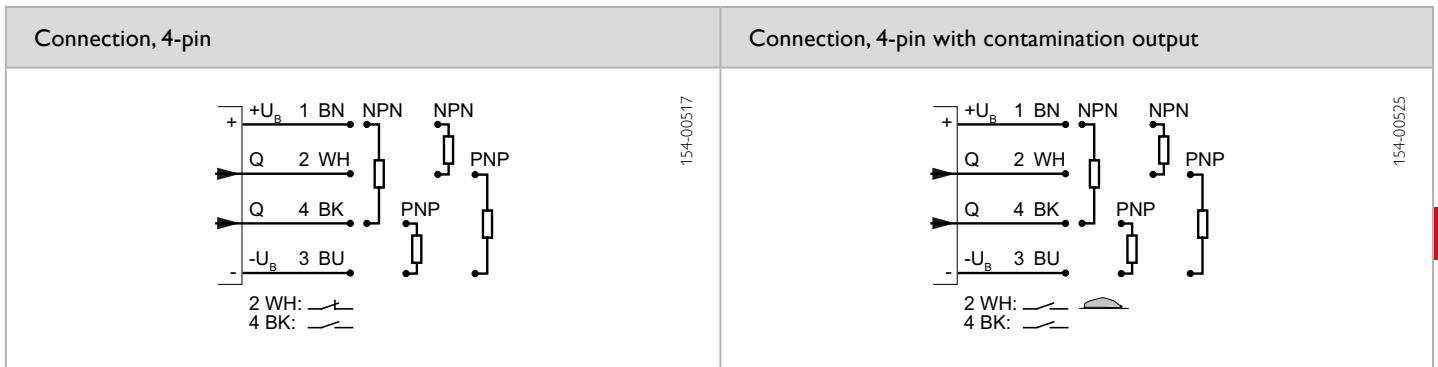 Connection, 4-pin
Connection, 4-pin with contamination output
+U_B 1 BN NPN NPN
+
Q 2 WH PNP
Q 4 BK PNP
-U_B 3 BU
-
2 WH:
4 BK:
154-00517
+U_B 1 BN NPN NPN
+
Q 2 WH PNP
Q 4 BK PNP
-U_B 3 BU
-
2 WH:
4 BK:
154-00525